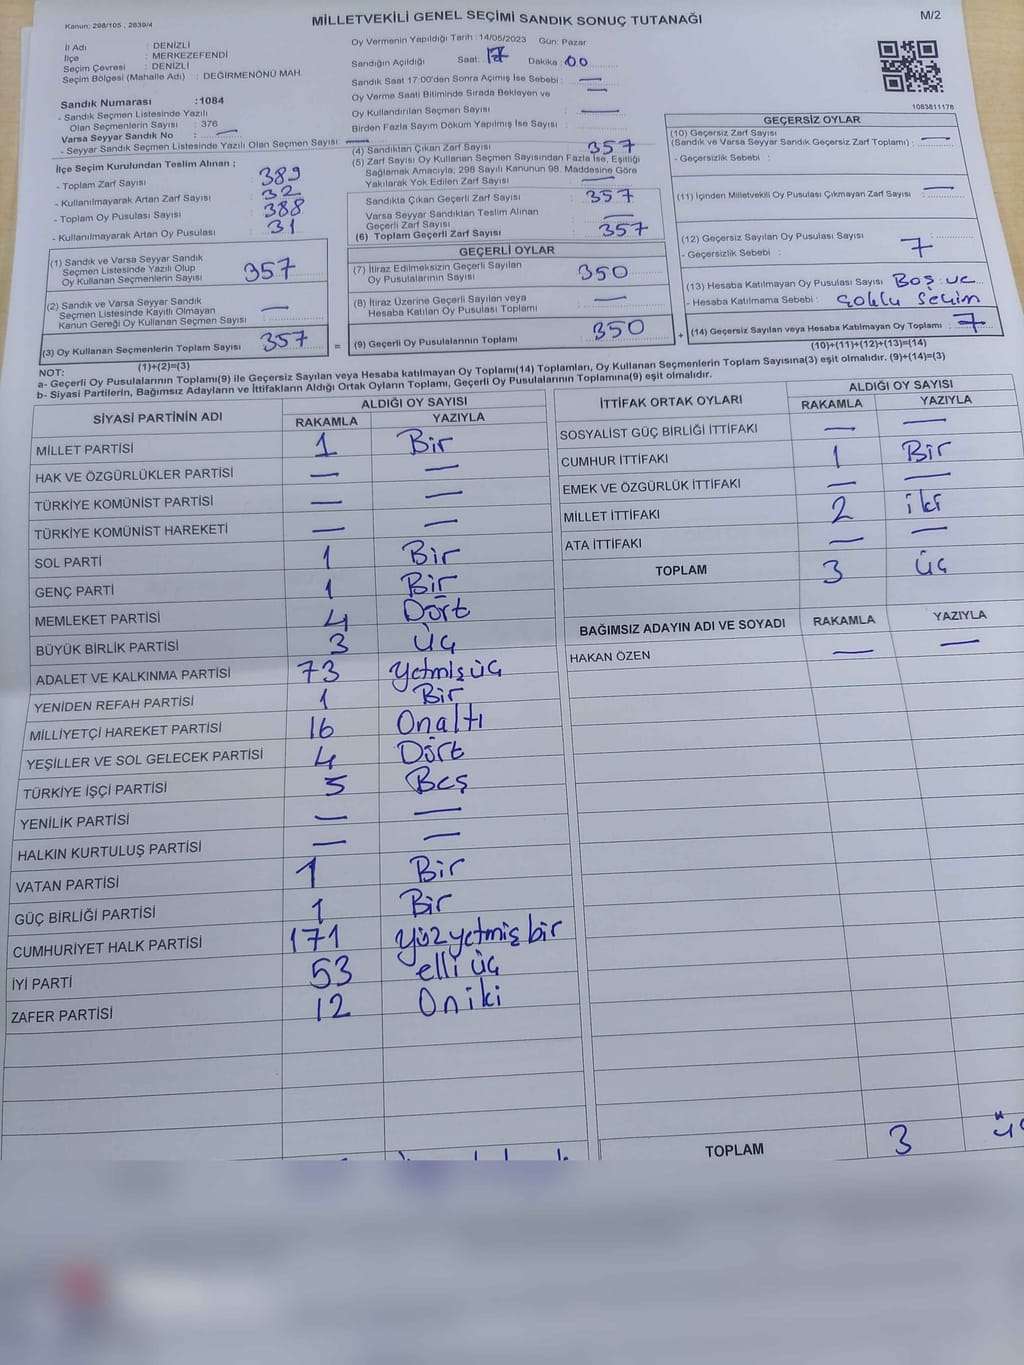 Kanun: 298/105 , 2839/4
MİLLETVEKİLİ GENEL SEÇİMİ SANDIK SONUÇ TUTANAĞI
M/2
İl Adı : DENİZLİ
İlçe : MERKEZEFENDİ
Seçim Çevresi : DENİZLİ
Seçim Bölgesi (Mahalle Adı) : DEĞİRMENÖNÜ MAH.
Sandık Numarası :1084
- Sandık Seçmen Listesinde Yazılı
Olan Seçmenlerin Sayısı : 376
Varsa Seyyar Sandık No : —
- Seyyar Sandık Seçmen Listesinde Yazılı Olan Seçmen Sayısı: —
Oy Vermenin Yapıldığı Tarih :14/05/2023 Gün: Pazar
Sandığın Açıldığı Saat: 17 Dakika: 00
Sandık Saat 17:00'den Sonra Açımış İse Sebebi : —
Oy Verme Saati Bitiminde Sırada Bekleyen ve —
Oy Kullandırılan Seçmen Sayısı : —
Birden Fazla Sayım Döküm Yapılmış İse Sayısı :
1083811178
İlçe Seçim Kurulundan Teslim Alınan ;
- Toplam Zarf Sayısı : 389
- Kullanılmayarak Artan Zarf Sayısı : 32
- Toplam Oy Pusulası Sayısı : 388
- Kullanılmayarak Artan Oy Pusulası : 31
(4) Sandıktan Çıkan Zarf Sayısı : 357
(5) Zarf Sayısı Oy Kullanan Seçmen Sayısından Fazla İse, Eşitliği
Sağlamak Amacıyla, 298 Sayılı Kanunun 98. Maddesine Göre
Yakılarak Yok Edilen Zarf Sayısı : —
Sandıkta Çıkan Geçerli Zarf Sayısı : 357
Varsa Seyyar Sandıktan Teslim Alınan
Geçerli Zarf Sayısı : —
(6) Toplam Geçerli Zarf Sayısı : 357
GEÇERSİZ OYLAR
(10) Geçersiz Zarf Sayısı
(Sandık ve Varsa Seyyar Sandık Geçersiz Zarf Toplamı) : —
- Geçersizlik Sebebi :
(11) İçinden Milletvekili Oy Pusulası Çıkmayan Zarf Sayısı : —
(12) Geçersiz Sayılan Oy Pusulası Sayısı : 7
- Geçersizlik Sebebi :
(13) Hesaba Katılmayan Oy Pusulası Sayısı : Boş ve
- Hesaba Katılmama Sebebi : çoklu seçim
(14) Geçersiz Sayılan veya Hesaba Katılmayan Oy Toplamı : 7
(10)+(11)+(12)+(13)=(14)
(1) Sandık ve Varsa Seyyar Sandık
Seçmen Listesinde Yazılı Olup
Oy Kullanan Seçmenlerin Sayısı 357
(2) Sandık ve Varsa Seyyar Sandık
Seçmen Listesinde Kayıtlı Olmayan
Kanun Gereği Oy Kullanan Seçmen Sayısı : —
(3) Oy Kullanan Seçmenlerin Toplam Sayısı 357
(1)+(2)=(3)
=
GEÇERLİ OYLAR
(7) İtiraz Edilmeksizin Geçerli Sayılan
Oy Pusulalarının Sayısı : 350
(8) İtiraz Üzerine Geçerli Sayılan veya
Hesaba Katılan Oy Pusulası Toplamı : —
(9) Geçerli Oy Pusulalarının Toplamı : 350
+
NOT:
a- Geçerli Oy Pusulalarının Toplamı(9) ile Geçersiz Sayılan veya Hesaba katılmayan Oy Toplamı(14) Toplamları, Oy Kullanan Seçmenlerin Toplam Sayısına(3) eşit olmalıdır. (9)+(14)=(3)
b- Siyasi Partilerin, Bağımsız Adayların ve İttifakların Aldığı Ortak Oyların Toplamı, Geçerli Oy Pusulalarının Toplamına(9) eşit olmalıdır.
SİYASİ PARTİNİN ADI ALDIĞI OY SAYISI
RAKAMLA YAZIYLA
MİLLET PARTİSİ 1 Bir
HAK VE ÖZGÜRLÜKLER PARTİSİ — —
TÜRKİYE KOMÜNİST PARTİSİ — —
TÜRKİYE KOMÜNİST HAREKETİ — —
SOL PARTİ 1 Bir
GENÇ PARTİ 1 Bir
MEMLEKET PARTİSİ 4 Dört
BÜYÜK BİRLİK PARTİSİ 3 Üç
ADALET VE KALKINMA PARTİSİ 73 Yetmiş üç
YENİDEN REFAH PARTİSİ 1 Bir
MİLLİYETÇİ HAREKET PARTİSİ 16 Onaltı
YEŞİLLER VE SOL GELECEK PARTİSİ 4 Dört
TÜRKİYE İŞÇİ PARTİSİ 5 Beş
YENİLİK PARTİSİ — —
HALKIN KURTULUŞ PARTİSİ — —
VATAN PARTİSİ 1 Bir
GÜÇ BİRLİĞİ PARTİSİ 1 Bir
CUMHURİYET HALK PARTİSİ 171 Yüz yetmiş bir
İYİ PARTİ 53 elli üç
ZAFER PARTİSİ 12 Oniki
İTTİFAK ORTAK OYLARI ALDIĞI OY SAYISI
RAKAMLA YAZIYLA
SOSYALİST GÜÇ BİRLİĞİ İTTİFAKI — —
CUMHUR İTTİFAKI 1 Bir
EMEK VE ÖZGÜRLÜK İTTİFAKI — —
MİLLET İTTİFAKI 2 iki
ATA İTTİFAKI — —
TOPLAM 3 üç
BAĞIMSIZ ADAYIN ADI VE SOYADI RAKAMLA YAZIYLA
HAKAN ÖZEN — —
TOPLAM 3